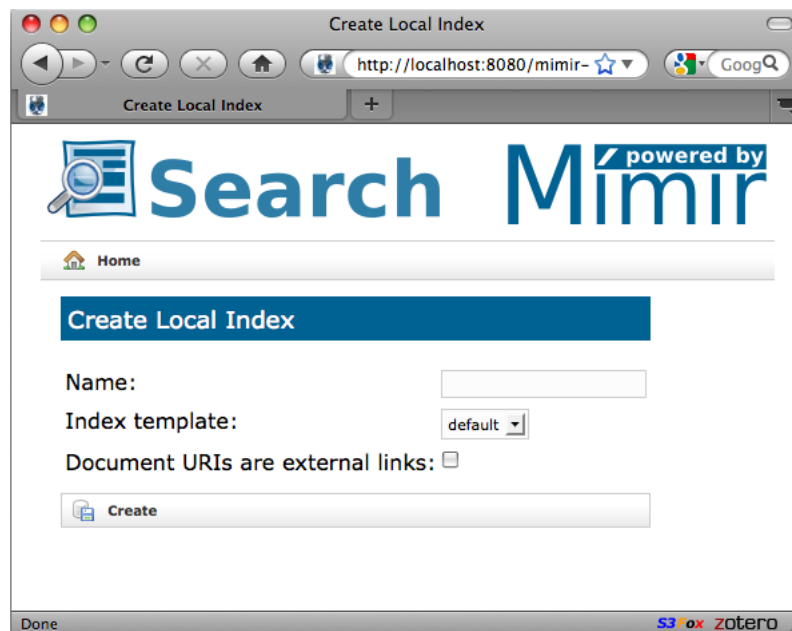 Create Local Index
http://localhost:8080/mimir-
Goog
Create Local Index
+
Search
powered by
Mímir
Home
Create Local Index
Name:
Index template:
default
Document URIs are external links:
Create
Done
S3Fox zotero